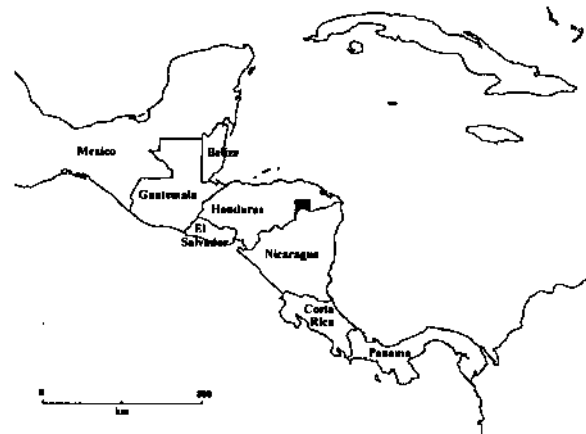 Mexico
Belize
Guatemala
Honduras
El
Salvador
Nicaragua
Costa
Rica
Panama
0 500
km